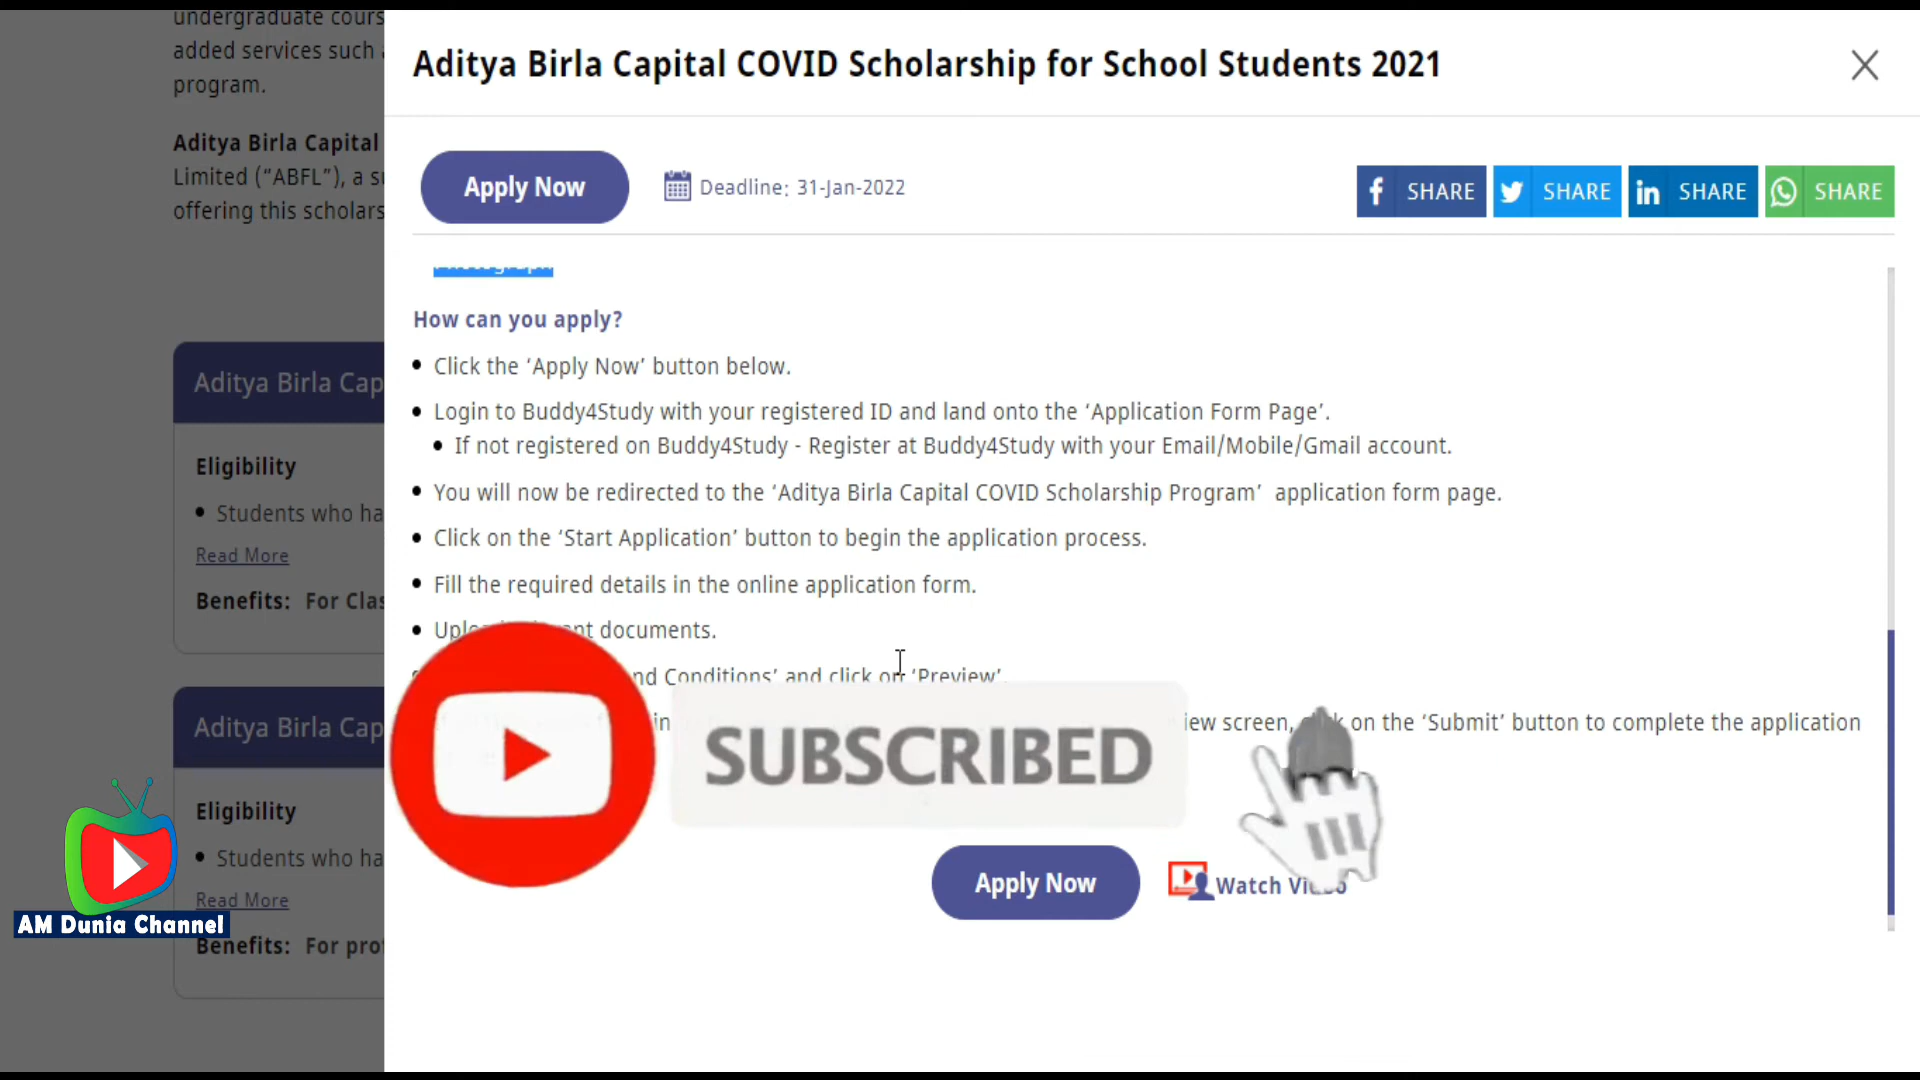 undergraduate cours
added services such
program.
Aditya Birla Capital
Limited (“ABFL”), a su
offering this scholars
Aditya Birla Cap
Eligibility
• Students who ha
Read More
Benefits: For Clas
Aditya Birla Cap
Eligibility
• Students who ha
Read More
Benefits: For prof
AM Dunia Channel
Aditya Birla Capital COVID Scholarship for School Students 2021
Apply Now
Deadline: 31-Jan-2022
SHARE
SHARE
SHARE
SHARE
How can you apply?
• Click the ‘Apply Now’ button below.
• Login to Buddy4Study with your registered ID and land onto the ‘Application Form Page’.
• If not registered on Buddy4Study - Register at Buddy4Study with your Email/Mobile/Gmail account.
• You will now be redirected to the ‘Aditya Birla Capital COVID Scholarship Program’ application form page.
• Click on the ‘Start Application’ button to begin the application process.
• Fill the required details in the online application form.
• documents.
Conditions’ and click on ‘Preview’.
screen, on the ‘Submit’ button to complete the application
SUBSCRIBED
Apply Now
Watch Video